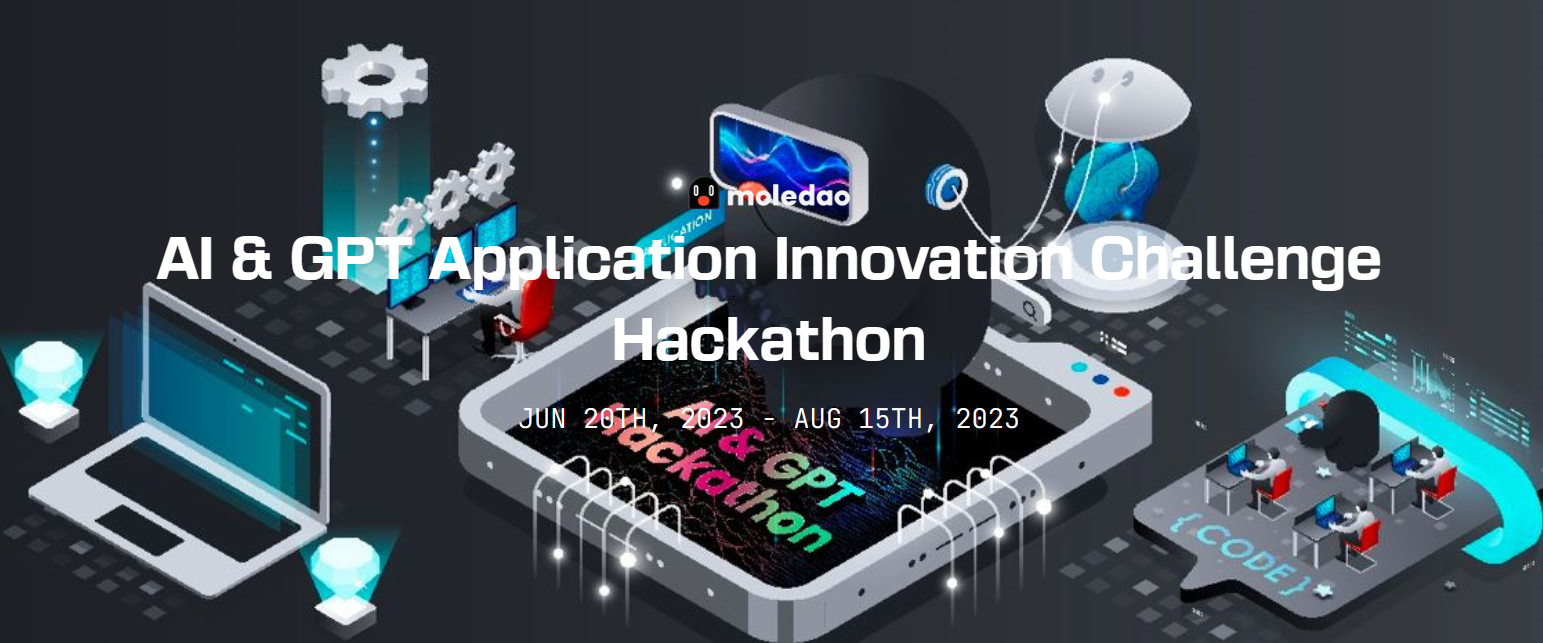 moledao
AI & GPT Application Innovation Challenge
Hackathon
JUN 20TH, 2023 - AUG 15TH, 2023
AI & GPT
Hackathon
{ CODE }